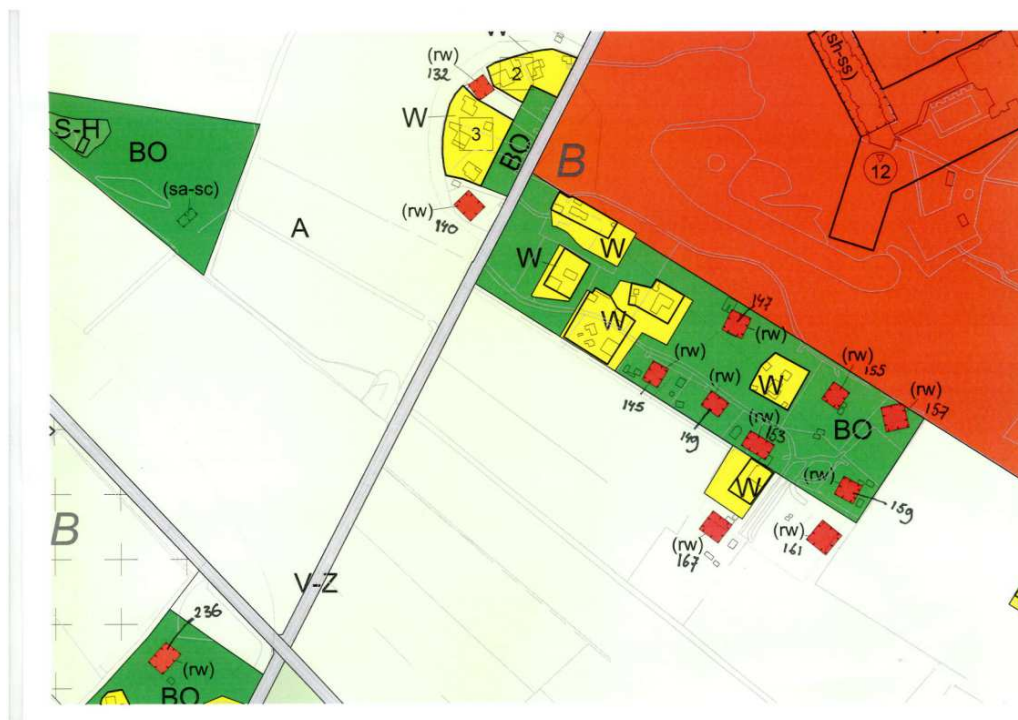 W
(rw)
132
2
(sh-ss)
W
3
S-H
BO
BO
B
12
(sa-sc)
(rw)
140
A
W
W
W
147
(rw)
(rw)
(rw)
(rw)
155
(rw)
157
W
145
149
(rw)
153
BO
W
(rw)
159
B
(rw)
167
(rw)
161
V-Z
236
(rw)
BO